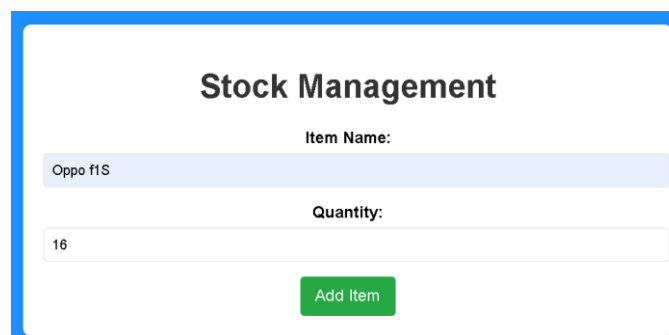 Stock Management
Item Name:
Oppo f1S
Quantity:
16
Add Item